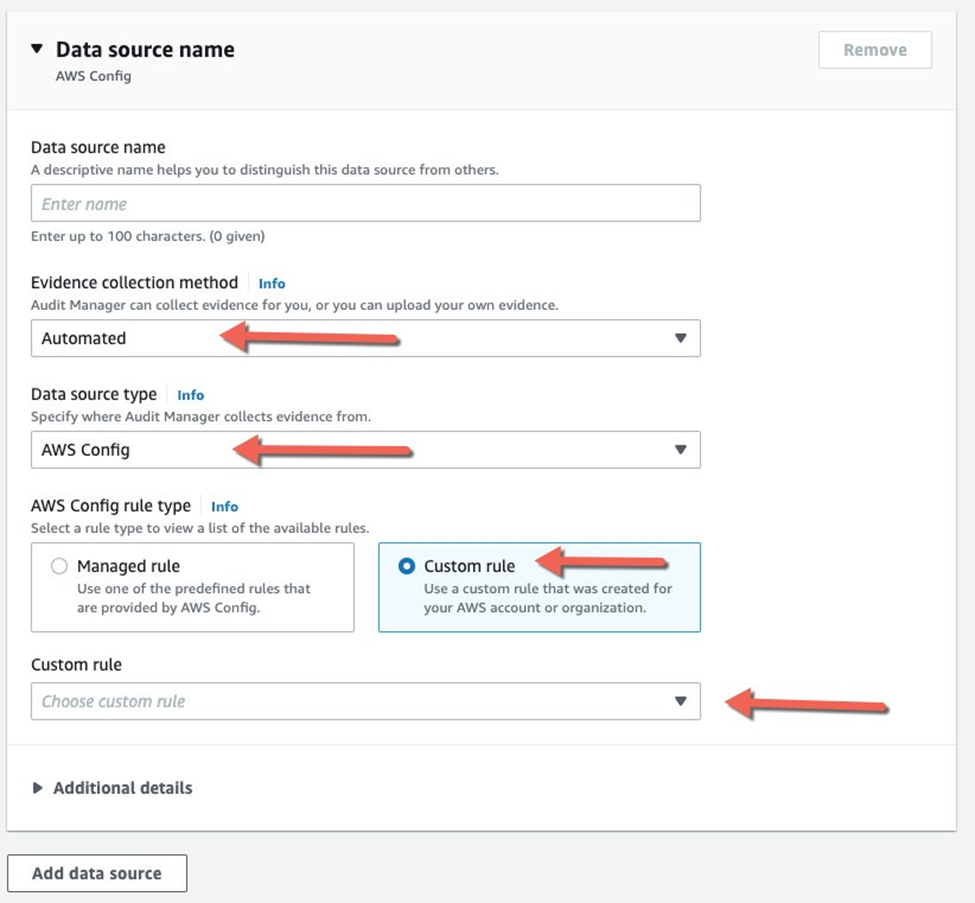 Data source name
Remove
AWS Config
Data source name
A descriptive name helps you to distinguish this data source from others.
Enter name
Enter up to 100 characters. (0 given)
Evidence collection method Info
Audit Manager can collect evidence for you, or you can upload your own evidence.
Automated
Data source type Info
Specify where Audit Manager collects evidence from.
AWS Config
AWS Config rule type Info
Select a rule type to view a list of the available rules.
Managed rule
Use one of the predefined rules that
are provided by AWS Config.
Custom rule
Use a custom rule that was created for
your AWS account or organization.
Custom rule
Choose custom rule
Additional details
Add data source